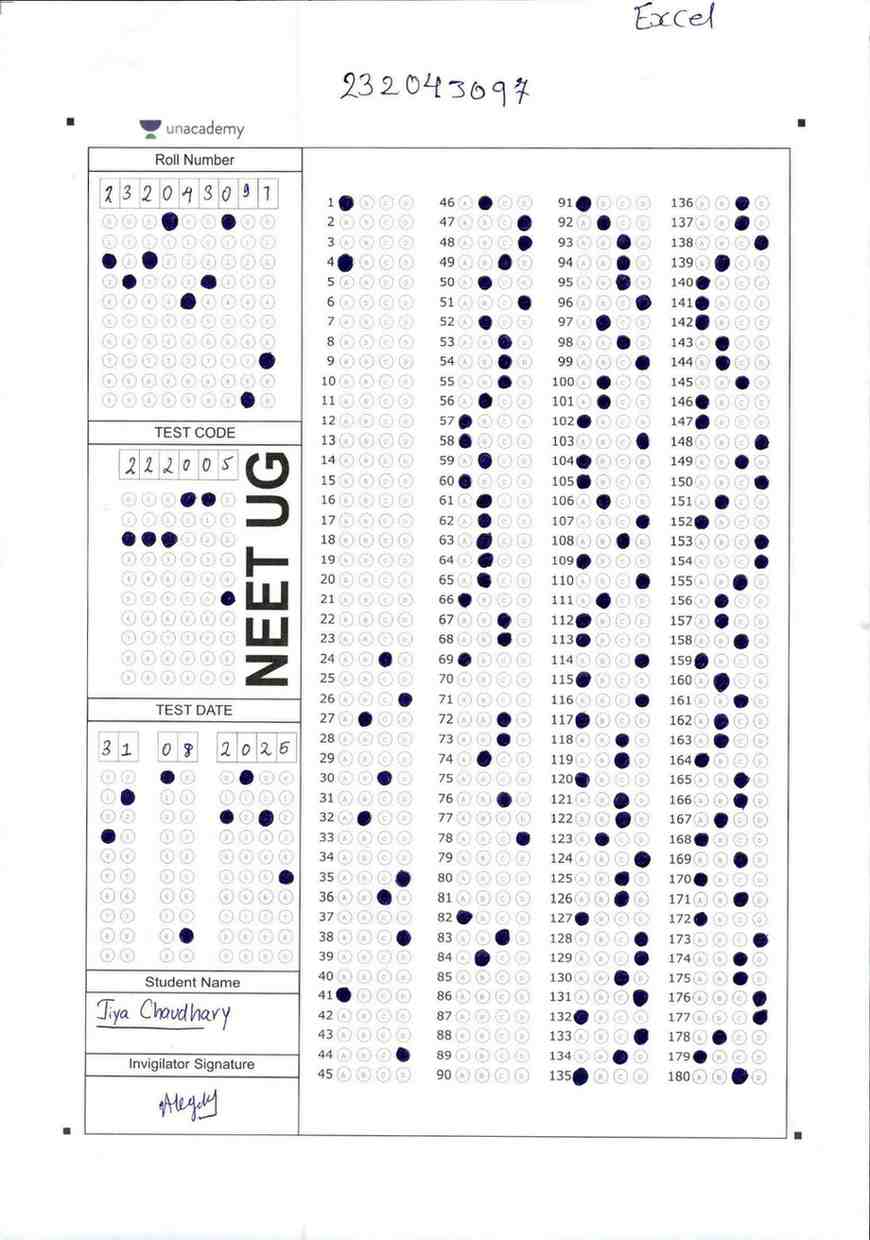 Excel
232043097
unacademy
Roll Number
2 3 2 0 4 3 0 9 7
TEST CODE
2 2 2 0 0 5
NEET UG
TEST DATE
3 1 0 8 2 0 2 5
Student Name
Jiya Choudhary
Invigilator Signature
1 46 91 136
2 47 92 137
3 48 93 138
4 49 94 139
5 50 95 140
6 51 96 141
7 52 97 142
8 53 98 143
9 54 99 144
10 55 100 145
11 56 101 146
12 57 102 147
13 58 103 148
14 59 104 149
15 60 105 150
16 61 106 151
17 62 107 152
18 63 108 153
19 64 109 154
20 65 110 155
21 66 111 156
22 67 112 157
23 68 113 158
24 69 114 159
25 70 115 160
26 71 116 161
27 72 117 162
28 73 118 163
29 74 119 164
30 75 120 165
31 76 121 166
32 77 122 167
33 78 123 168
34 79 124 169
35 80 125 170
36 81 126 171
37 82 127 172
38 83 128 173
39 84 129 174
40 85 130 175
41 86 131 176
42 87 132 177
43 88 133 178
44 89 134 179
45 90 135 180